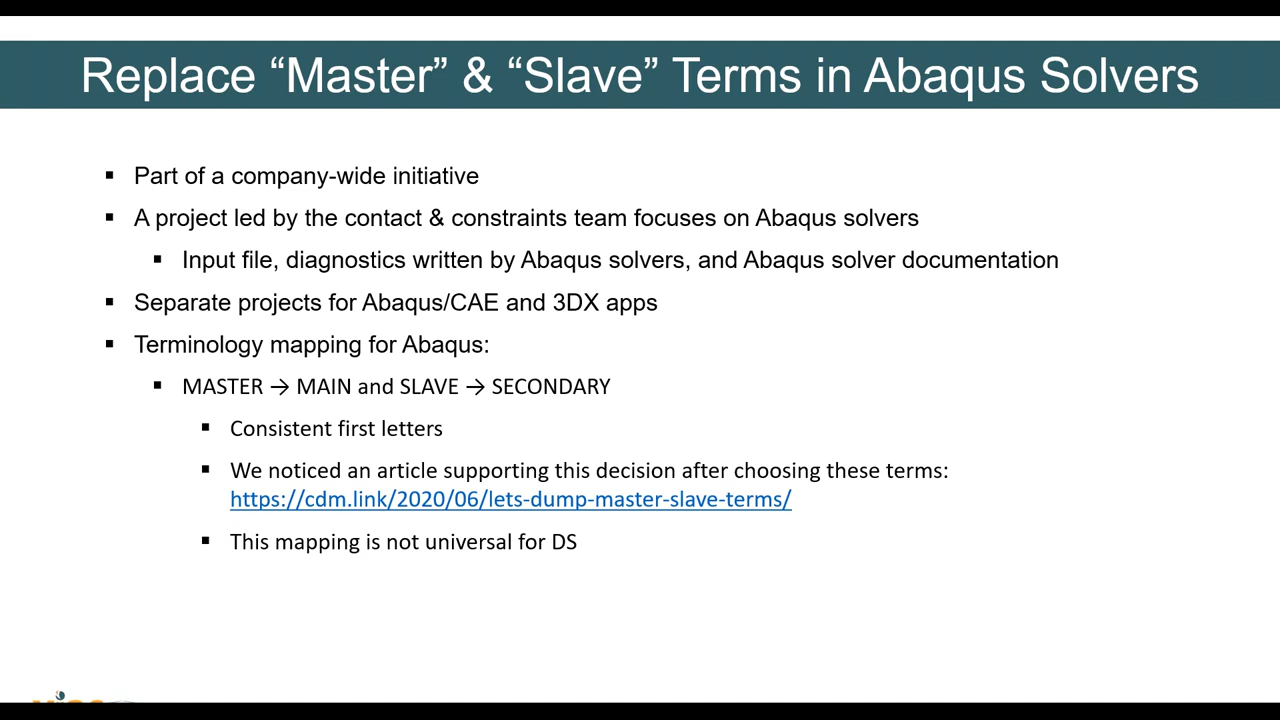 Replace “Master” & “Slave” Terms in Abaqus Solvers
▪ Part of a company-wide initiative
▪ A project led by the contact & constraints team focuses on Abaqus solvers
▪ Input file, diagnostics written by Abaqus solvers, and Abaqus solver documentation
▪ Separate projects for Abaqus/CAE and 3DX apps
▪ Terminology mapping for Abaqus:
▪ MASTER → MAIN and SLAVE → SECONDARY
▪ Consistent first letters
▪ We noticed an article supporting this decision after choosing these terms:
https://cdm.link/2020/06/lets-dump-master-slave-terms/
▪ This mapping is not universal for DS